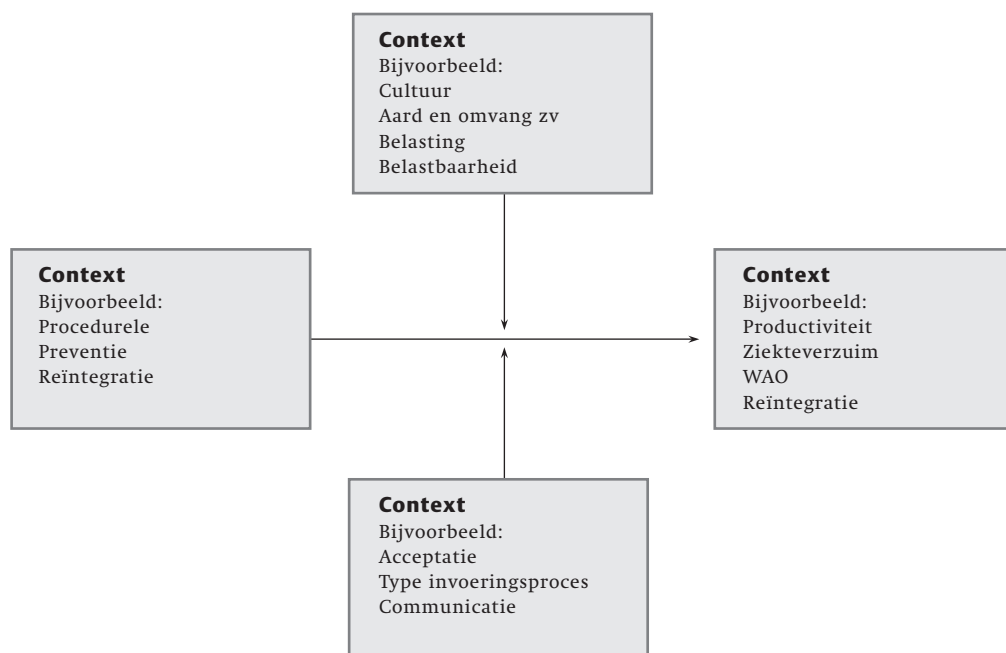 Context
Bijvoorbeeld:
Cultuur
Aard en omvang zv
Belasting
Belastbaarheid
Context
Bijvoorbeeld:
Procedurele
Preventie
Reïntegratie
Context
Bijvoorbeeld:
Productiviteit
Ziekteverzuim
WAO
Reïntegratie
Context
Bijvoorbeeld:
Acceptatie
Type invoeringsproces
Communicatie